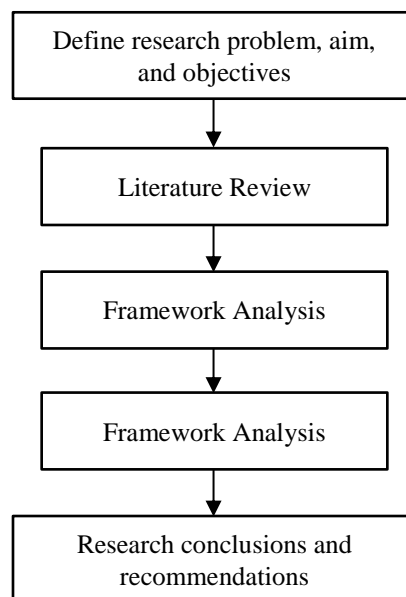 Define research problem, aim,
and objectives
Literature Review
Framework Analysis
Framework Analysis
Research conclusions and
recommendations